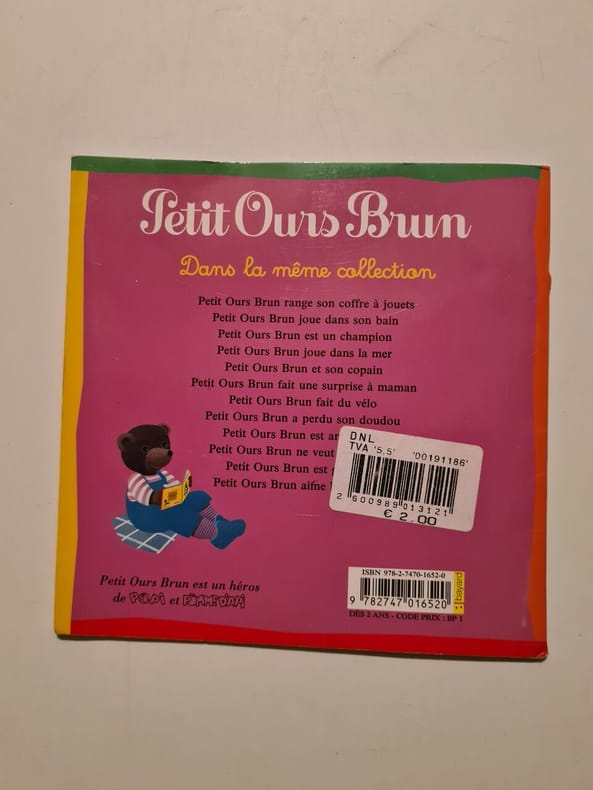 Petit Ours Brun
Dans la même collection
Petit Ours Brun range son coffre à jouets
Petit Ours Brun joue dans son bain
Petit Ours Brun est un champion
Petit Ours Brun joue dans la mer
Petit Ours Brun et son copain
Petit Ours Brun fait une surprise à maman
Petit Ours Brun fait du vélo
Petit Ours Brun a perdu son doudou
Petit Ours Brun est
Petit Ours Brun ne veut
Petit Ours Brun est
Petit Ours Brun aime
DNL
TVA '5,5' '00191186'
2 600989 013121
€ 2.00
Petit Ours Brun est un héros
de POPI et POMME D'API
ISBN 978-2-7470-1652-0
9 782747 016520
bayard
DÈS 2 ANS - CODE PRIX : BP 1